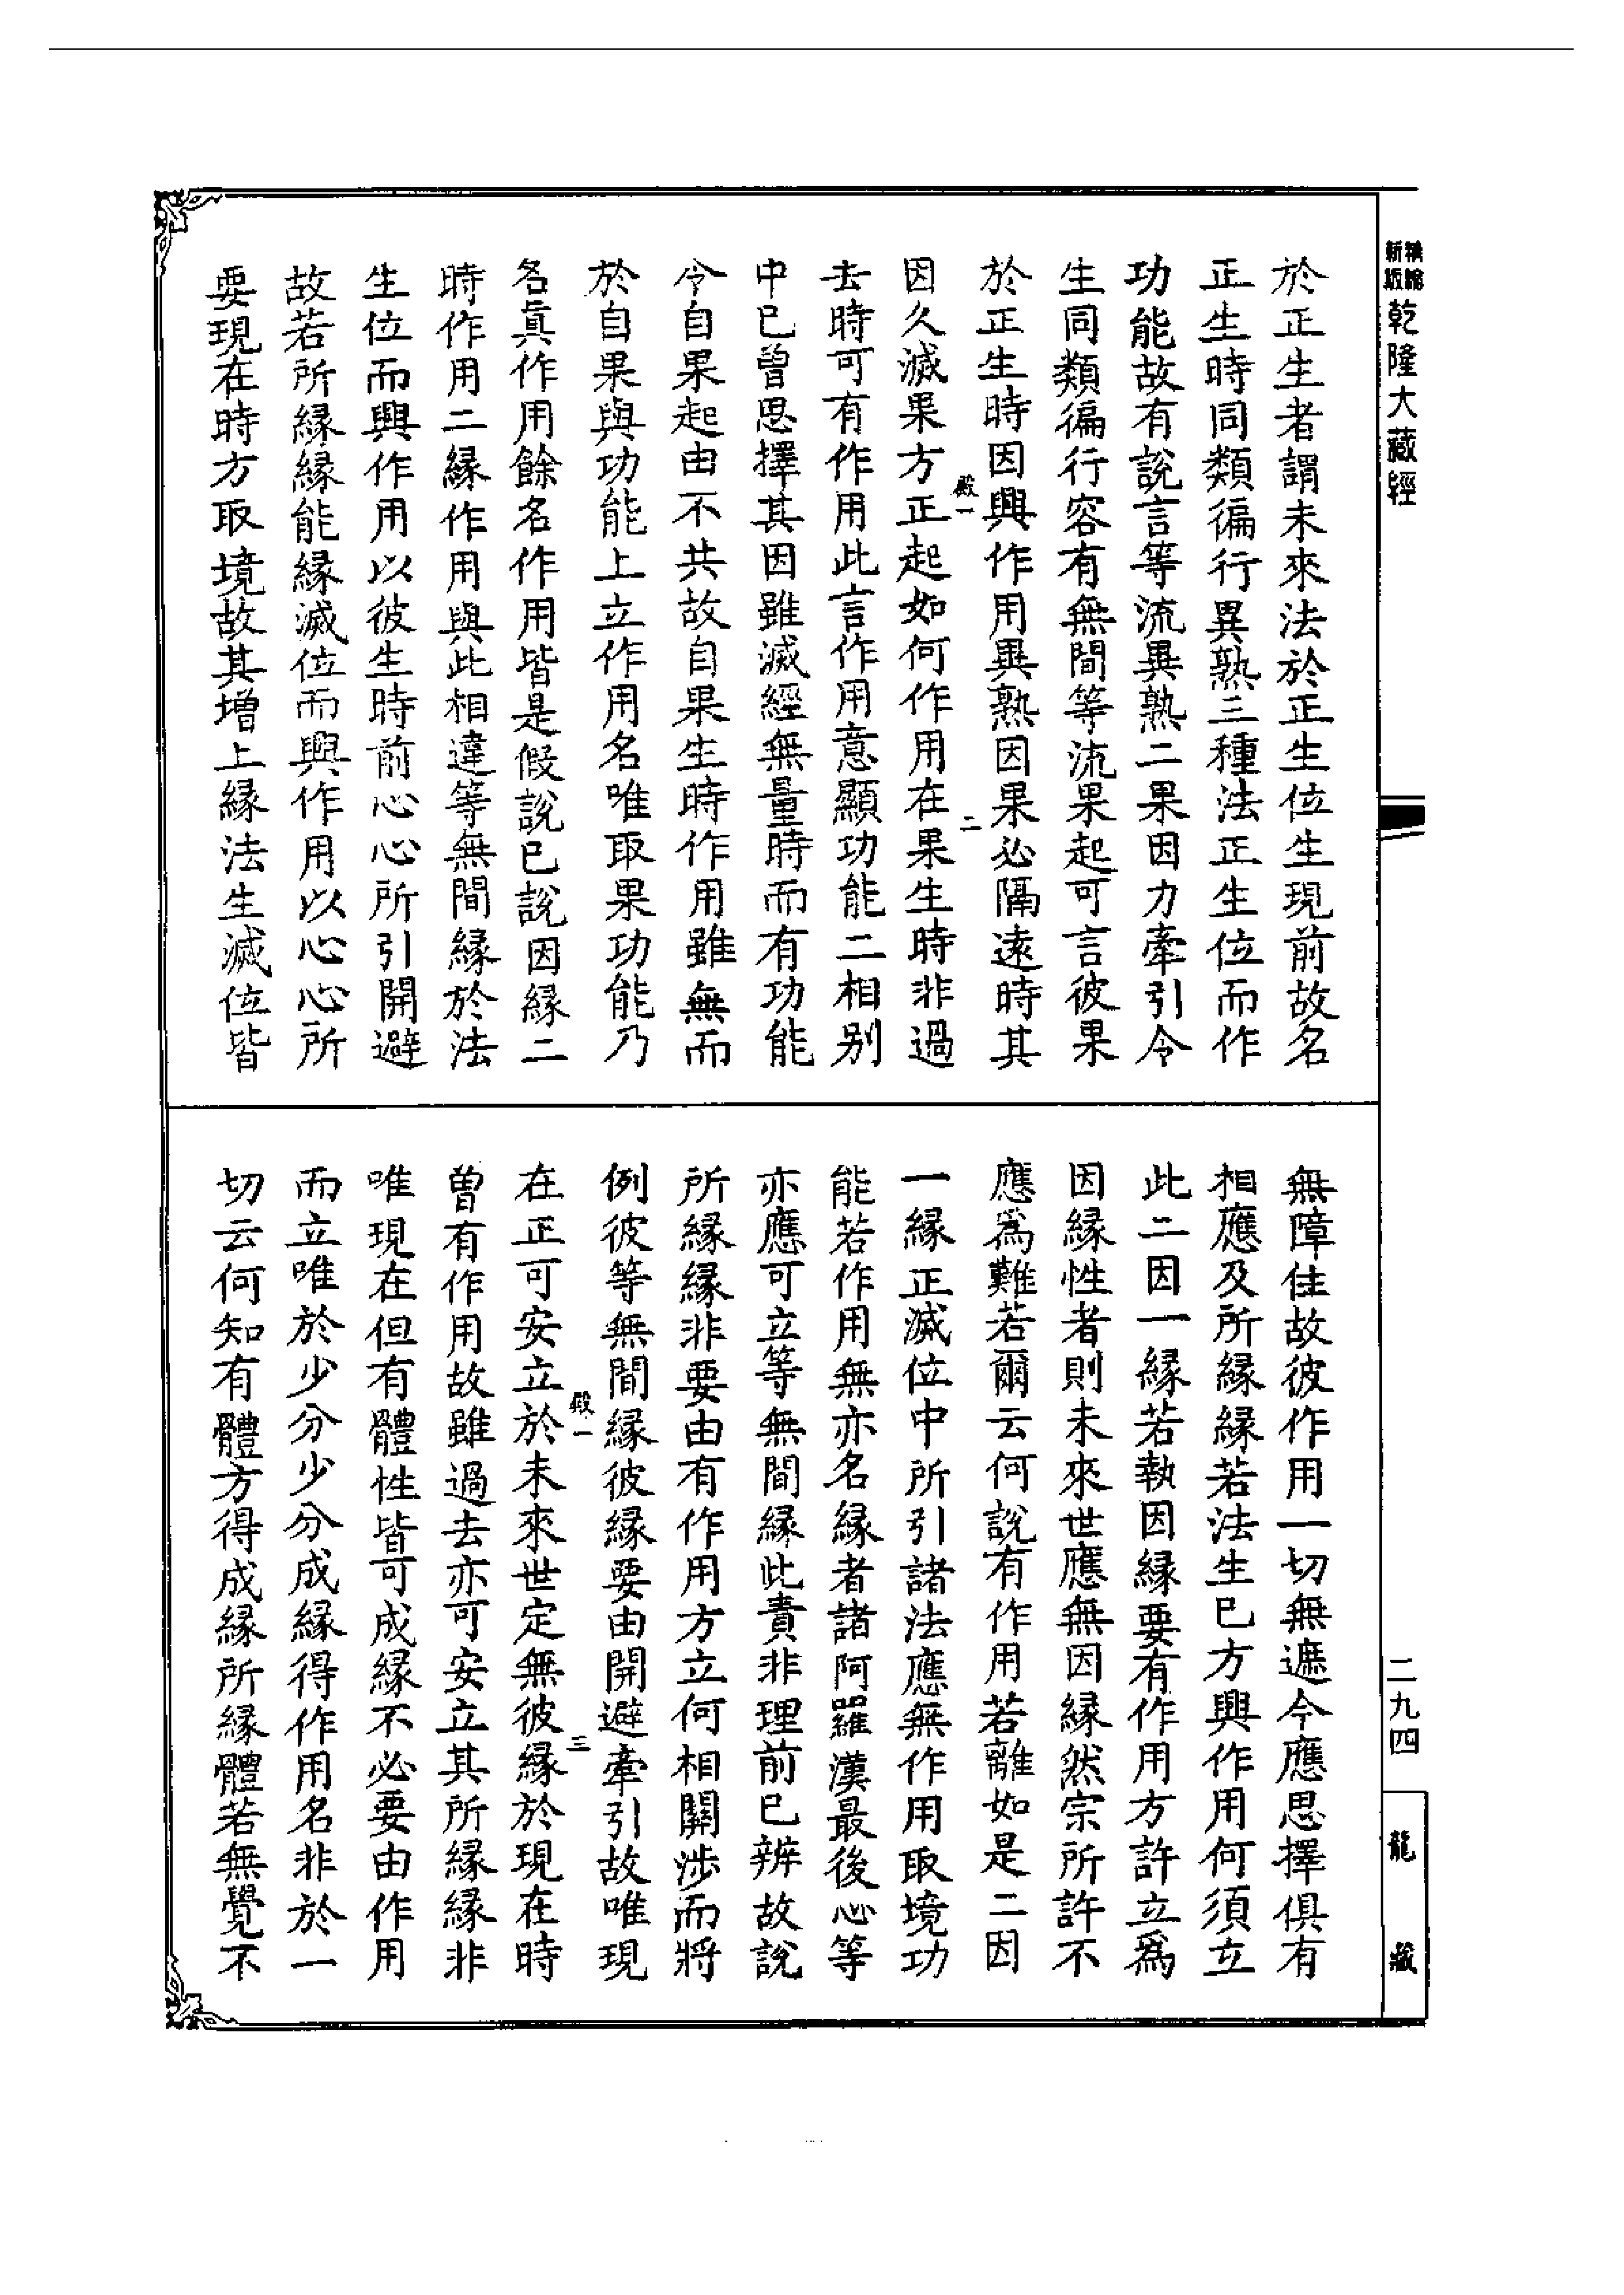 精縮新版乾隆大藏經
於正生者謂未來法於正生位生現前故名
正生時同類徧行異熟三種法正生位而作
功能故有說言等流異熟二果因力牽引令
生同類徧行容有無間等流果起可言彼果
於正生時因興作用異熟因果必隔遠時其
殿一 二
因久滅果方正起如何作用在果生時非過
去時可有作用此言作用意顯功能二相別
中已曾思擇其因雖滅經無量時而有功能
令自果起由不共故自果生時作用雖無而
於自果與功能上立作用名唯取果功能乃
名眞作用餘名作用皆是假說已說因緣二
時作用二緣作用與此相違等無間緣於法
生位而興作用以彼生時前心心所引開避
故若所緣緣能緣滅位而興作用以心心所
要現在時方取境故其增上緣法生滅位皆
無障住故彼作用一切無遮今應思擇俱有
相應及所緣緣若法生已方興作用何須立
此二因一緣若執因緣要有作用方許立爲
因緣性者則未來世應無因緣然宗所許不
應爲難若爾云何說有作用若離如是二因
一緣正滅位中所引諸法應無作用取境功
能若作用無亦名緣者諸阿羅漢最後心等
亦應可立等無間緣此責非理前已辨故說
所緣緣非要由有作用方立何相關涉而將
例彼等無間緣彼緣要由開避牽引故唯現
殿一 三
在正可安立於未來世定無彼緣於現在時
曾有作用故雖過去亦可安立其所緣緣非
唯現在但有體性皆可成緣不必要由作用
而立唯於少分少分成緣得作用名非於一
切云何知有體方得成緣所緣體若無覺不
二九四
龍藏